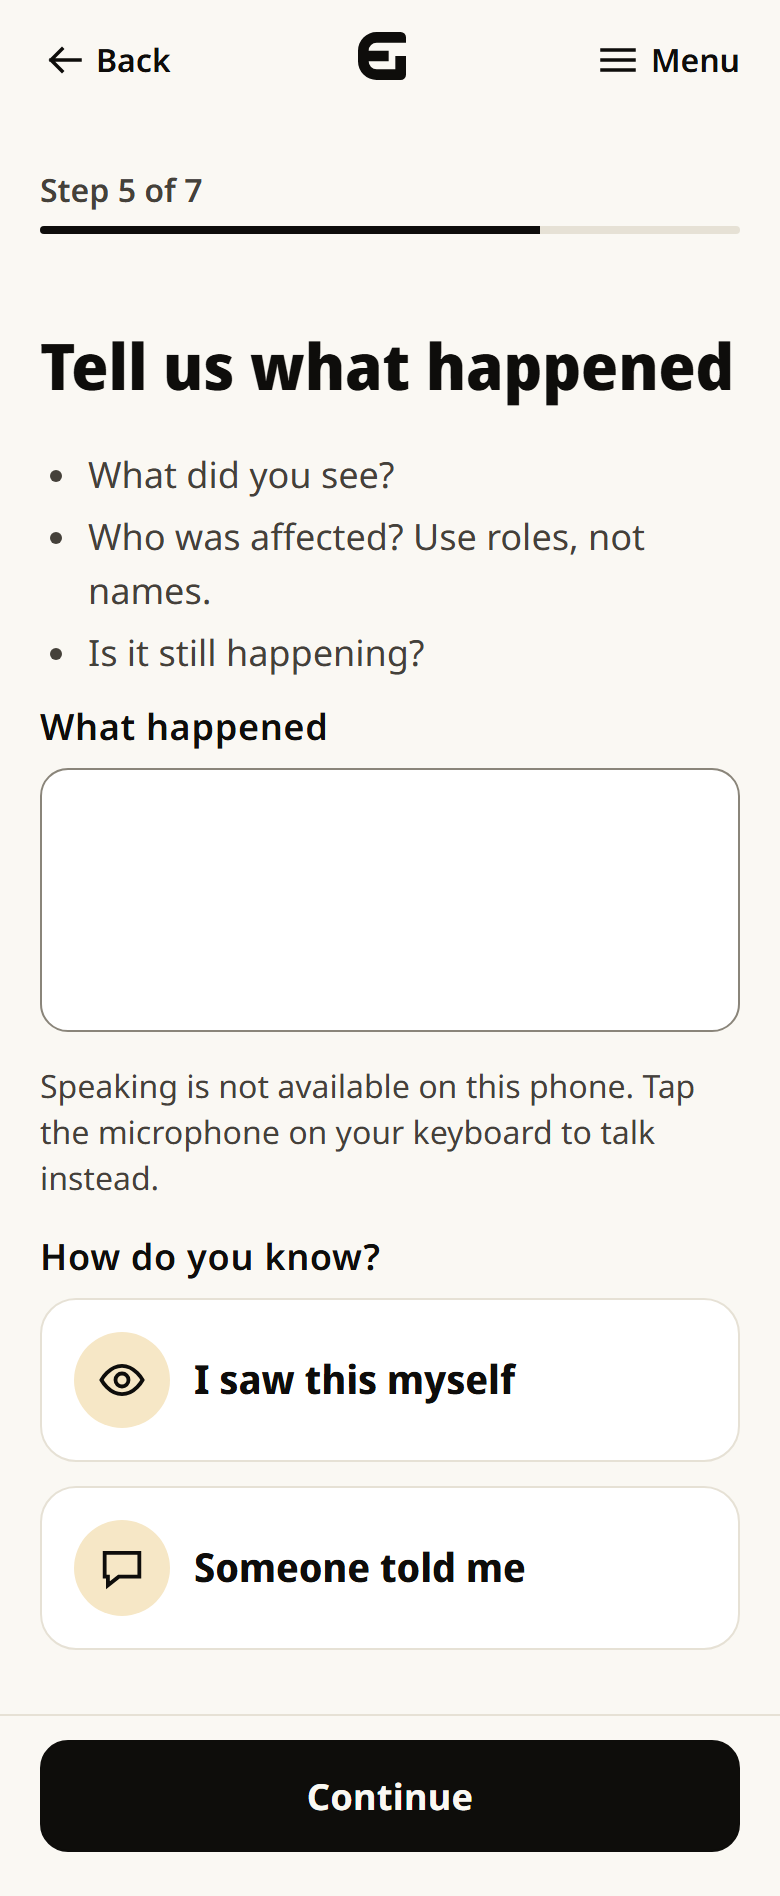 Back
Menu
Step 5 of 7
Tell us what happened
• What did you see?
• Who was affected? Use roles, not
names.
• Is it still happening?
What happened
Speaking is not available on this phone. Tap
the microphone on your keyboard to talk
instead.
How do you know?
I saw this myself
Someone told me
Continue